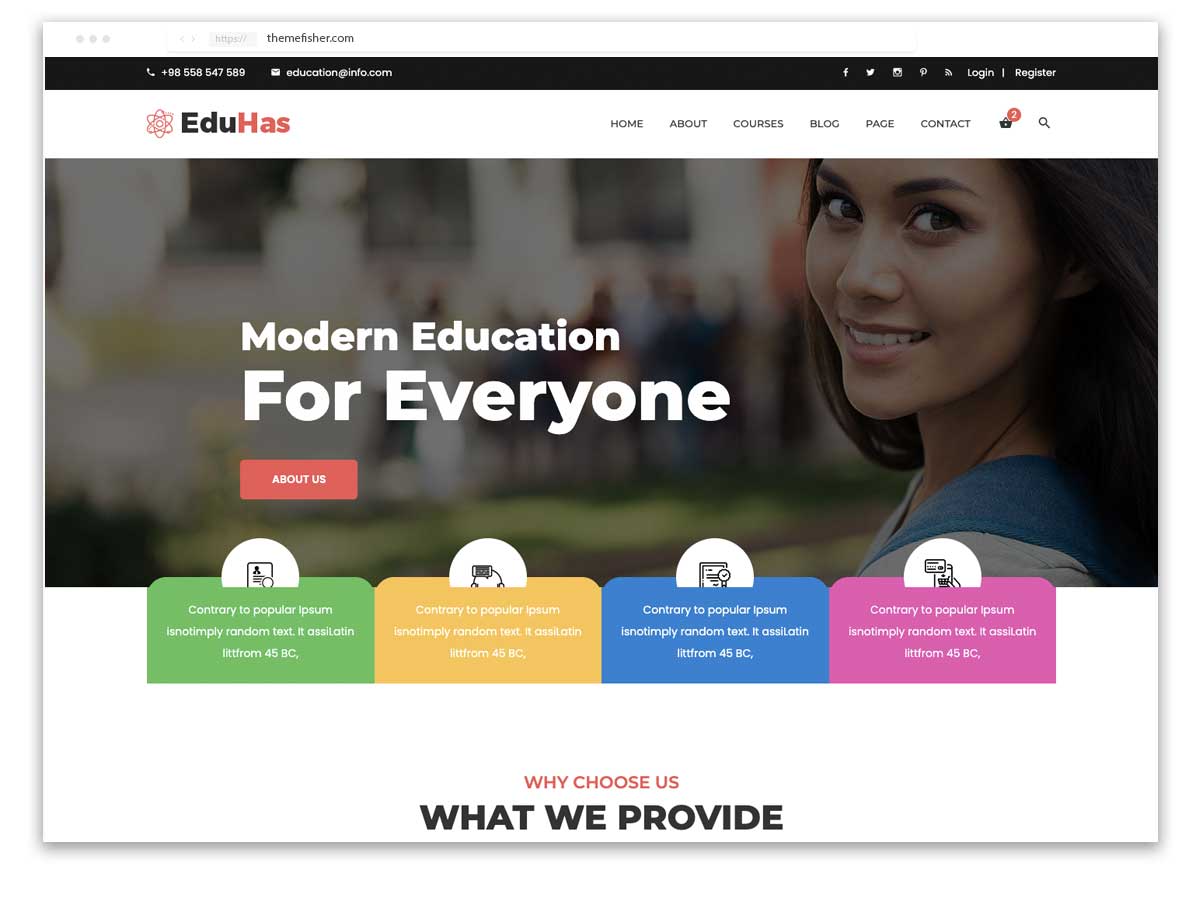 https://
themefisher.com
+98 558 547 589
education@info.com
Login | Register
EduHas
HOME ABOUT COURSES BLOG PAGE CONTACT
2
Modern Education
For Everyone
ABOUT US
Contrary to popular Ipsum
isnotimply random text. It assiLatin
littfrom 45 BC,
Contrary to popular Ipsum
isnotimply random text. It assiLatin
littfrom 45 BC,
Contrary to popular Ipsum
isnotimply random text. It assiLatin
littfrom 45 BC,
Contrary to popular Ipsum
isnotimply random text. It assiLatin
littfrom 45 BC,
WHY CHOOSE US
WHAT WE PROVIDE